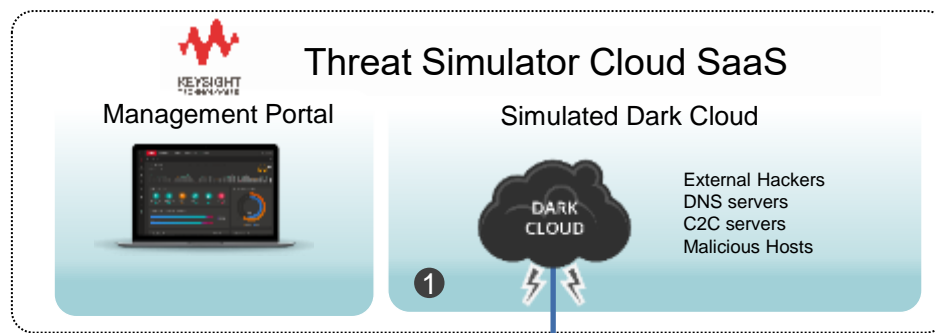 KEYSIGHT
TECHNOLOGIES
Threat Simulator Cloud SaaS
Management Portal
Simulated Dark Cloud
DARK
CLOUD
External Hackers
DNS servers
C2C servers
Malicious Hosts
1